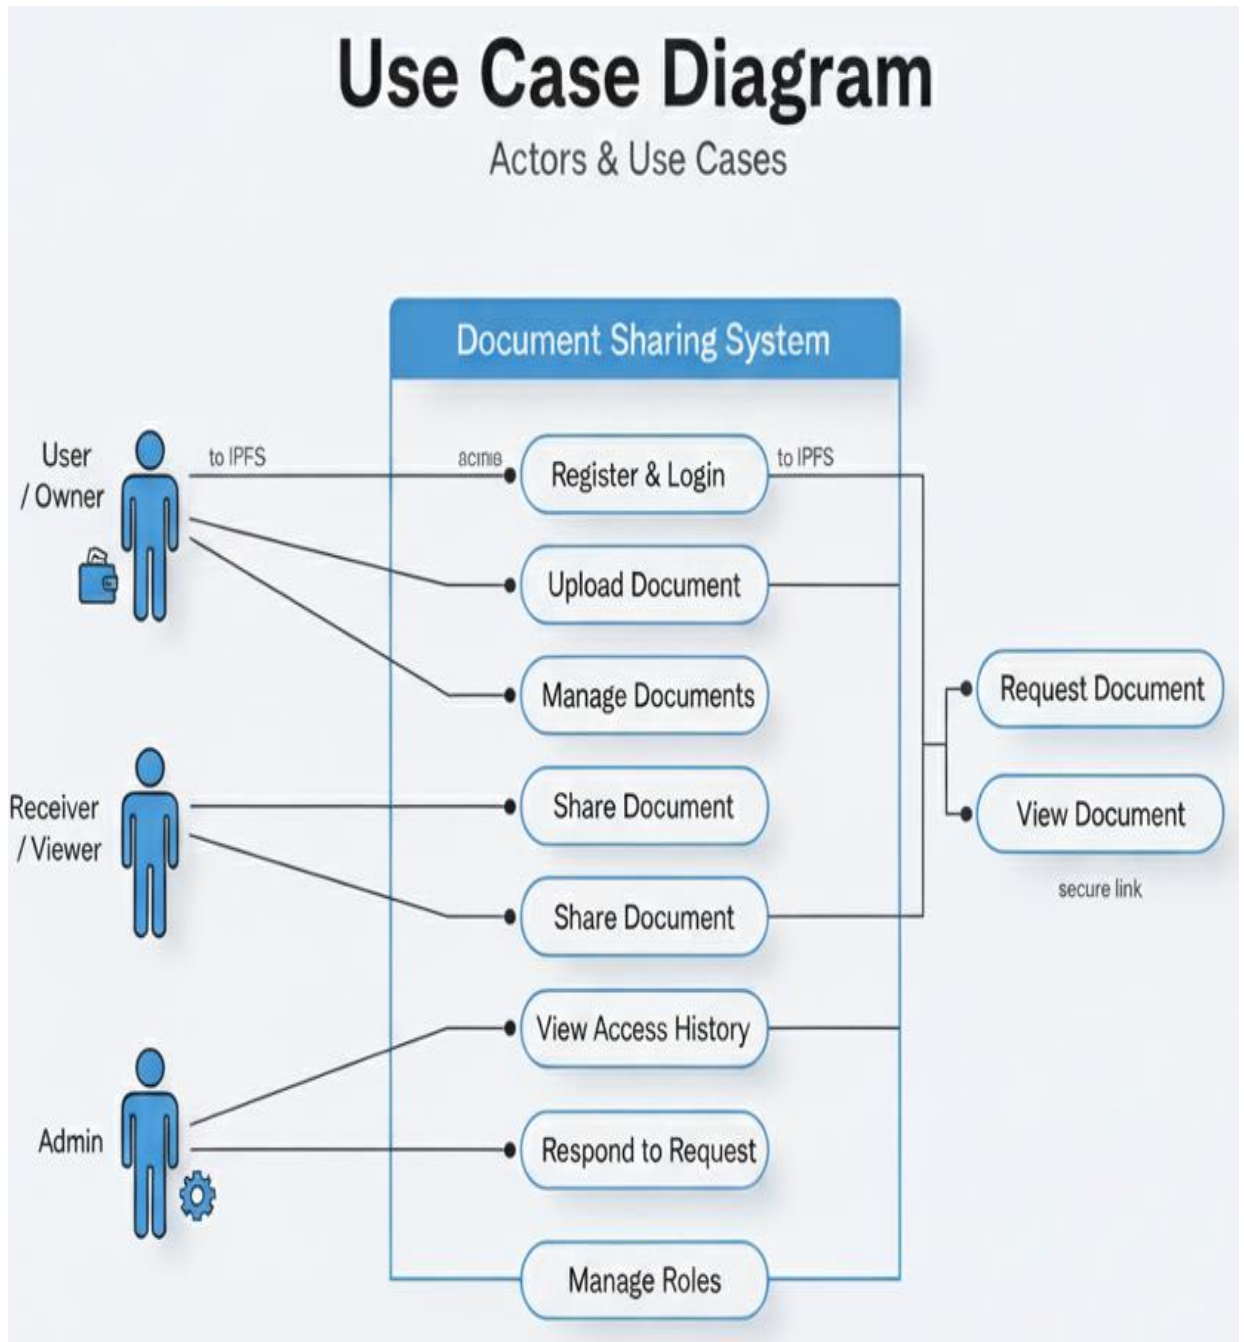 Use Case Diagram
Actors & Use Cases
Document Sharing System
User
/ Owner
to IPFS
Register & Login
to IPFS
Upload Document
Manage Documents
Request Document
View Document
secure link
Receiver
/ Viewer
Share Document
Share Document
View Access History
Admin
Respond to Request
Manage Roles